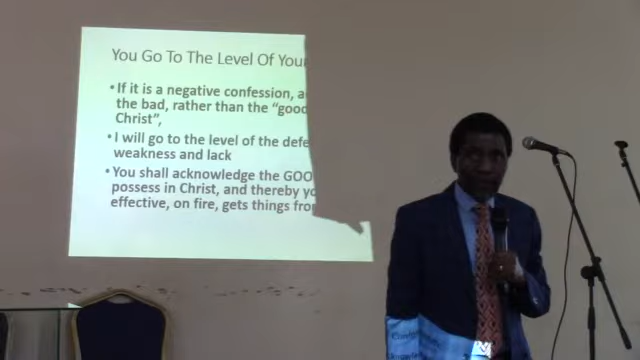 You Go To The Level Of Your
• If it is a negative confession, a
the bad, rather than the "good
Christ",
• I will go to the level of the defe
weakness and lack
• You shall acknowledge the GOO
possess in Christ, and thereby yo
effective, on fire, gets things fro